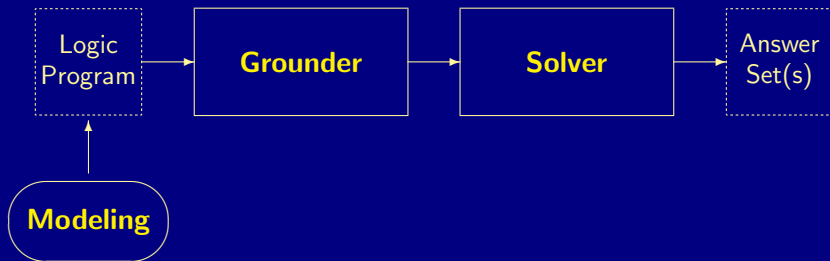 Logic
Program
Grounder
Solver
Answer
Set(s)
Modeling